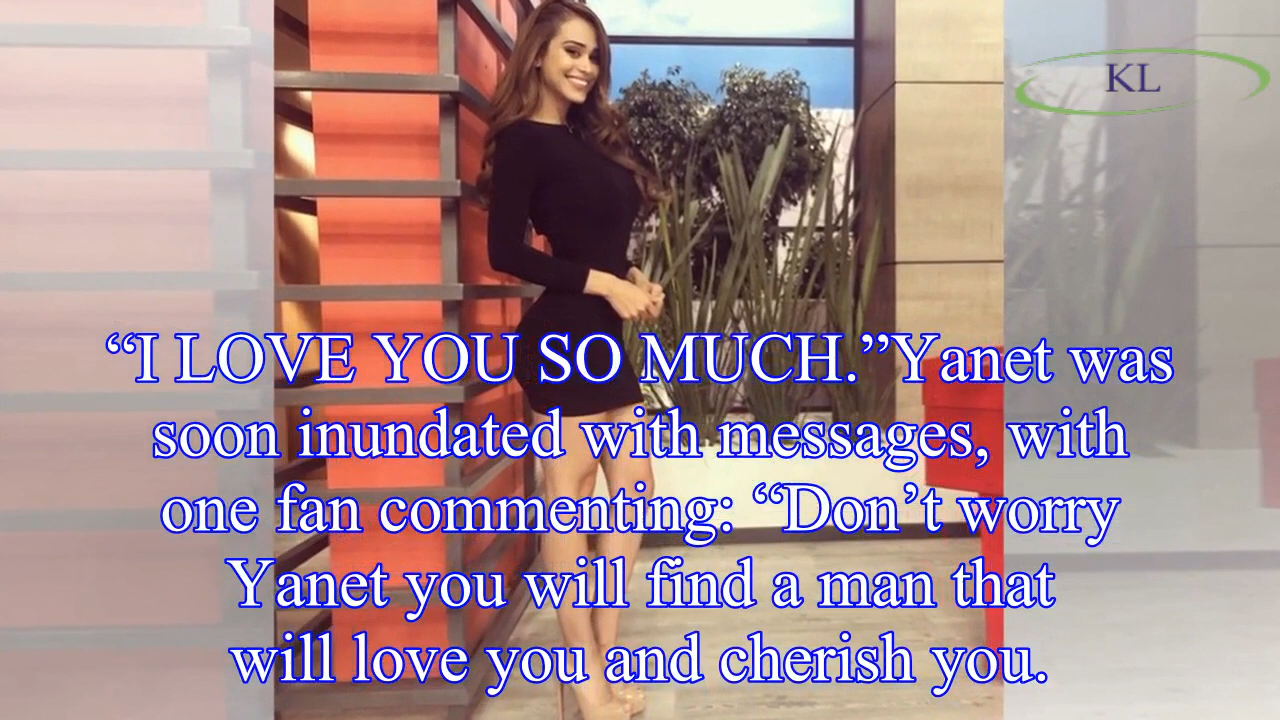 KL
“I LOVE YOU SO MUCH.”Yanet was
soon inundated with messages, with
one fan commenting: “Don’t worry
Yanet you will find a man that
will love you and cherish you.